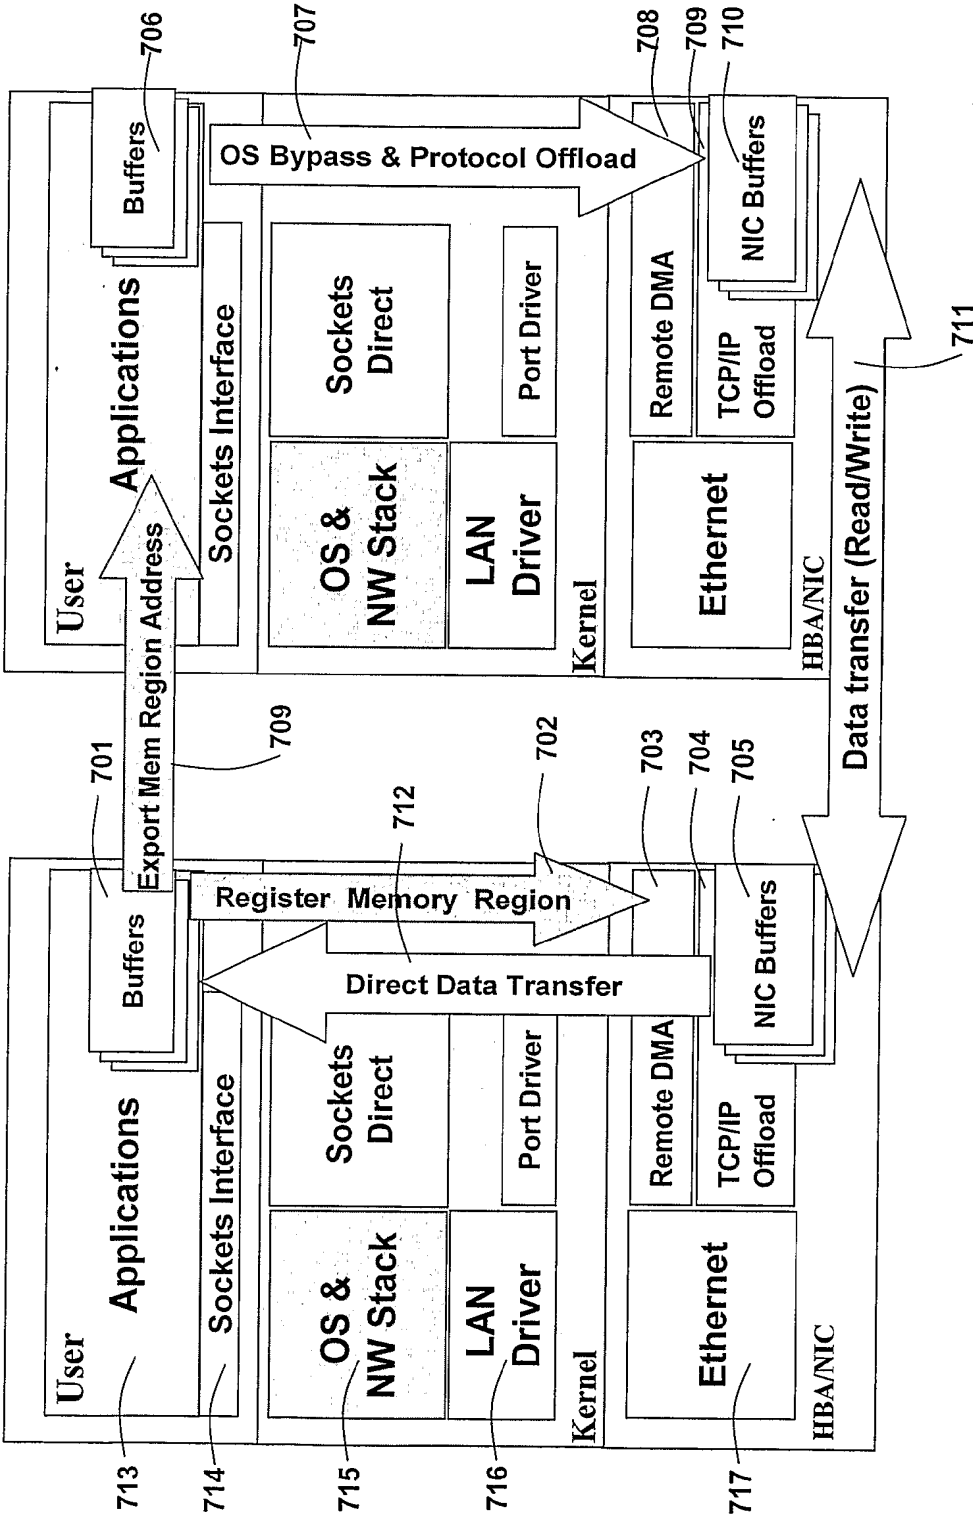 701
709
706
User
Applications
Buffers
Export Mem Region Address
User
Applications
Buffers
713
714
Sockets Interface
Register Memory Region
712
702
Sockets Interface
OS Bypass & Protocol Offload
707
715
OS &
NW Stack
Sockets
Direct
Direct Data Transfer
OS &
NW Stack
Sockets
Direct
716
LAN
Driver
Port Driver
Kernel
LAN
Driver
Port Driver
Kernel
717
Ethernet
Remote DMA
TCP/IP
Offload
NIC Buffers
703
704
705
HBA/NIC
Ethernet
Remote DMA
TCP/IP
Offload
NIC Buffers
708
709
710
HBA/NIC
Data transfer (Read/Write)
711